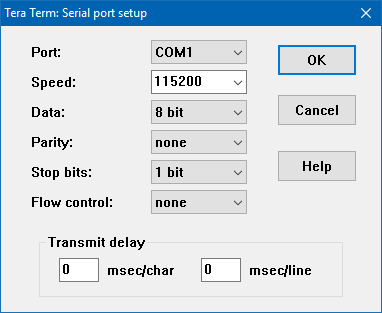 Tera Term: Serial port setup
Port: COM1 OK
Speed: 115200
Data: 8 bit Cancel
Parity: none
Stop bits: 1 bit Help
Flow control: none
Transmit delay
0 msec/char 0 msec/line